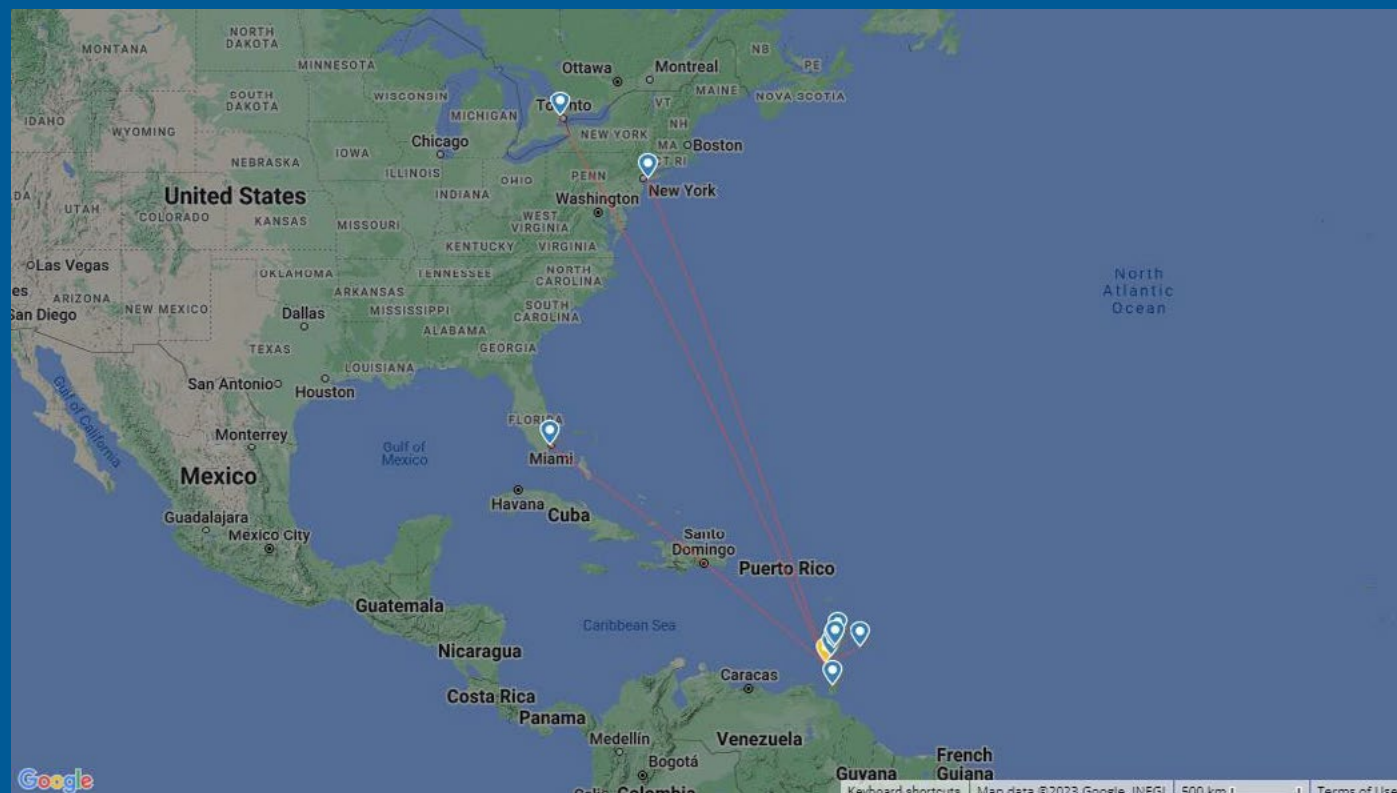 NORTH
DAKOTA
MONTANA
MINNESOTA
Ottawa
Montreal
NB
PE
MAINE
NOVA SCOTIA
SOUTH
DAKOTA
WISCONSIN
MICHIGAN
Toronto
VT
NH
IDAHO
WYOMING
NEW YORK
MA
Boston
CT RI
Chicago
IOWA
NEBRASKA
ILLINOIS
INDIANA
OHIO
PENN
New York
United States
Washington
UTAH
COLORADO
KANSAS
MISSOURI
WEST
VIRGINIA
KENTUCKY
VIRGINIA
Las Vegas
OKLAHOMA
TENNESSEE
NORTH
CAROLINA
North
Atlantic
Ocean
es
ARIZONA
NEW MEXICO
ARKANSAS
San Diego
Dallas
MISSISSIPPI
SOUTH
CAROLINA
ALABAMA
TEXAS
GEORGIA
LOUISIANA
San Antonio
Houston
Gulf of California
FLORIDA
Monterrey
Gulf of
Mexico
Miami
Mexico
Havana
Cuba
Guadalajara
Mexico City
Santo
Domingo
Puerto Rico
Guatemala
Caribbean Sea
Nicaragua
Caracas
Costa Rica
Panama
Medellín
Venezuela
Bogotá
French
Guiana
Guyana
Cali
Colombia
Google
Keyboard shortcuts
Map data ©2023 Google, INEGI
500 km
Terms of Use